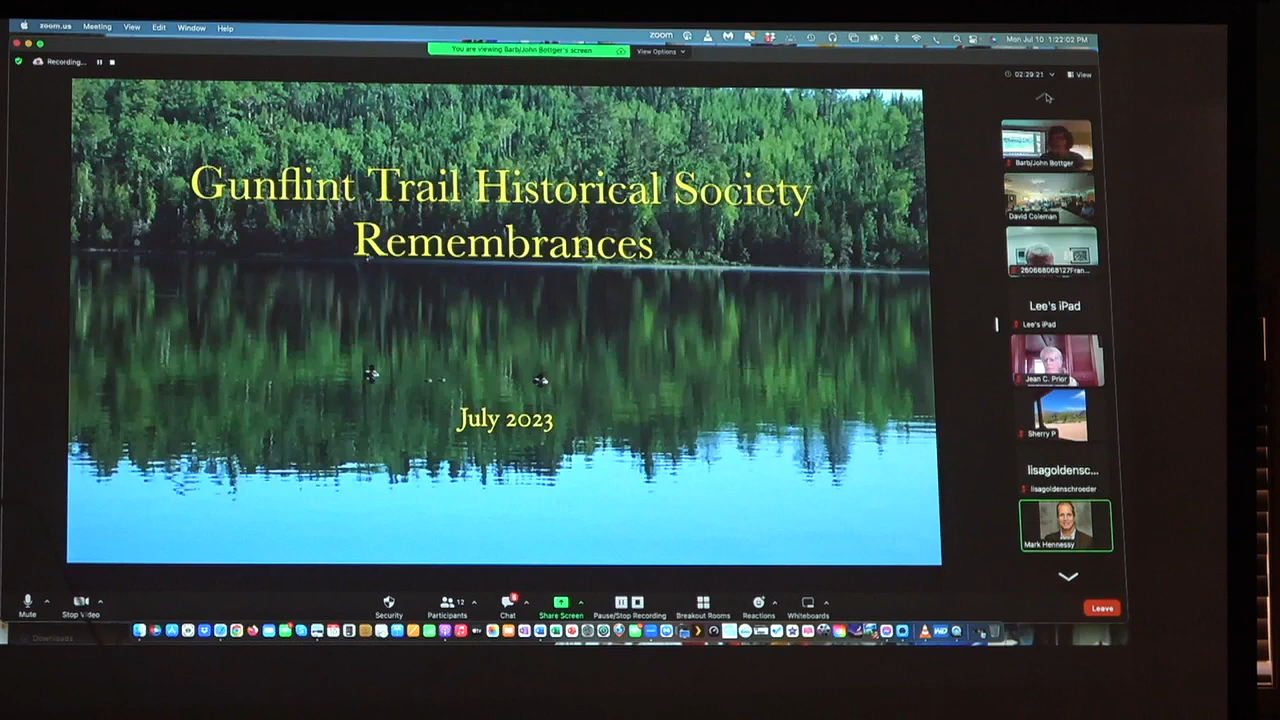 zoom.us Meeting View Edit Window Help
zoom
Mon Jul 10 1:22:02 PM
You are viewing Barb/John Bottger's screen
View Options
Recording...
02:29:21
View
Gunflint Trail Historical Society
Remembrances
July 2023
Barb/John Bottger
David Coleman
260668068127Fran...
Lee's iPad
Lee's iPad
Jean C. Prior
Sherry P
lisagoldensc...
lisagoldenschroeder
Mark Hennessy
Mute
Stop Video
Security
Participants
12
Chat
Share Screen
Pause/Stop Recording
Breakout Rooms
Reactions
Whiteboards
Leave
Downloads